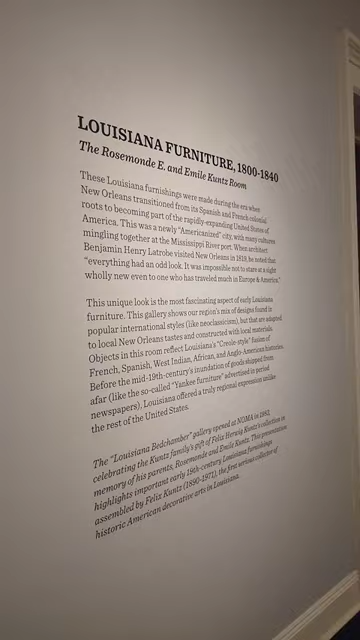 LOUISIANA FURNITURE, 1800-1840
The Rosemonde E. and Emile Kuntz Room
These Louisiana furnishings were made during the era when
New Orleans transitioned from its Spanish and French colonial
roots to becoming part of the rapidly-expanding United States of
America. This was a newly "Americanized" city, with many cultures
mingling together at the Mississippi River port. When architect
Benjamin Henry Latrobe visited New Orleans in 1819, he noted that
"everything had an odd look. It was impossible not to stare at a sight
wholly new even to one who has traveled much in Europe & America."
This unique look is the most fascinating aspect of early Louisiana
furniture. This gallery shows our region's mix of designs found in
popular international styles (like neoclassicism), but that are adapted
to local New Orleans tastes and constructed with local materials.
Objects in this room reflect Louisiana's "Creole style" fusion of
French, Spanish, West Indian, African, and Anglo-American histories.
Before the mid-19th-century's inundation of goods shipped from
afar (like the so-called "Yankee furniture" advertised in period
newspapers), Louisiana offered a truly regional expression unlike
the rest of the United States.
The "Louisiana Bedchamber" gallery opened at NOMA in 1982,
celebrating the Kuntz family's gift of Felix Herwig Kuntz's collection in
memory of his parents, Rosemonde and Emile Kuntz. This presentation
highlights important early 19th-century Louisiana furnishings
assembled by Felix Kuntz (1890-1971), the first serious collector of
historic American decorative arts in Louisiana.